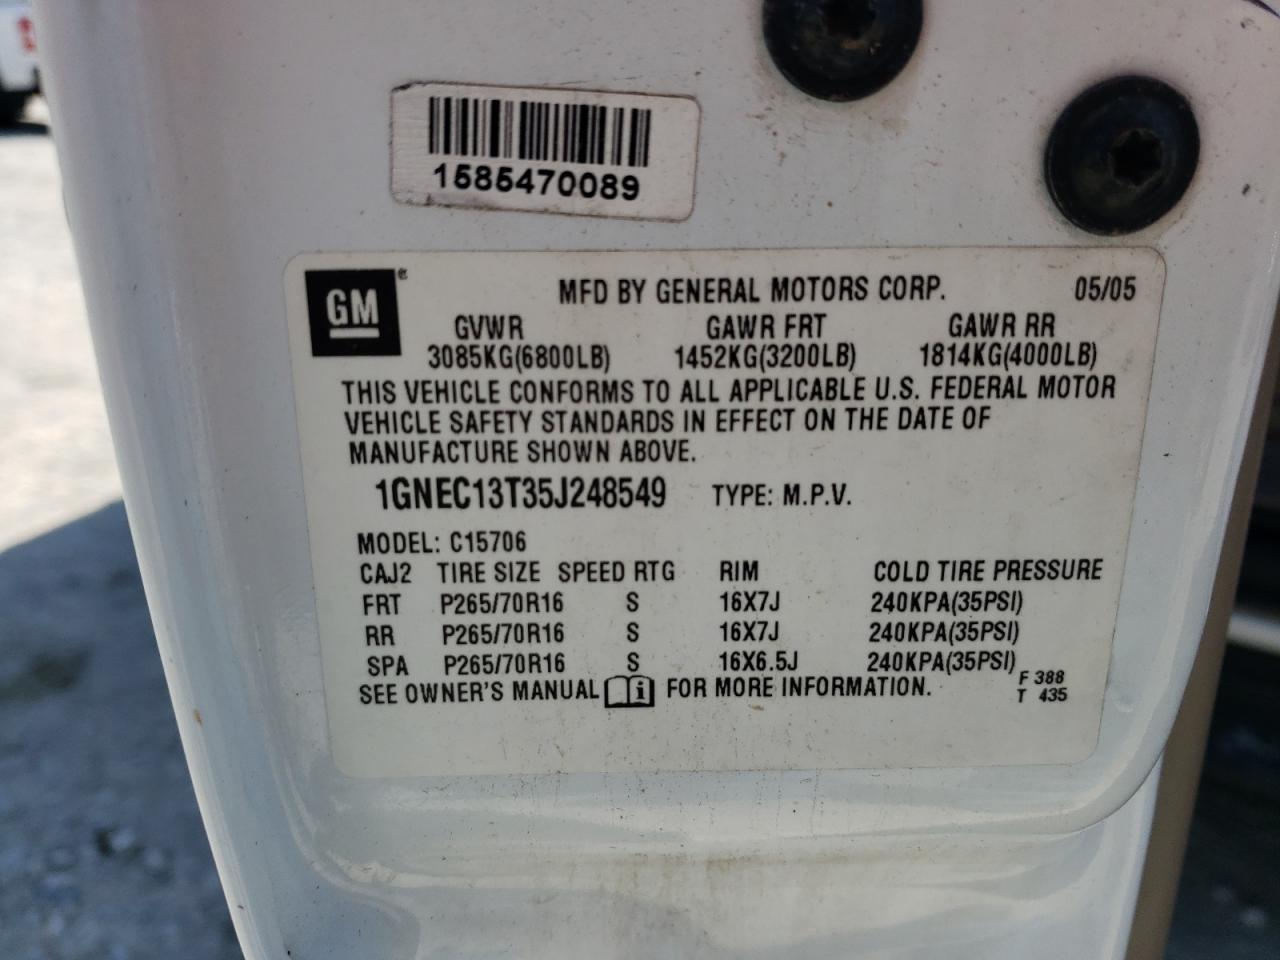 1585470089
GM ®
MFD BY GENERAL MOTORS CORP. 05/05
GVWR GAWR FRT GAWR RR
3085KG(6800LB) 1452KG(3200LB) 1814KG(4000LB)
THIS VEHICLE CONFORMS TO ALL APPLICABLE U.S. FEDERAL MOTOR
VEHICLE SAFETY STANDARDS IN EFFECT ON THE DATE OF
MANUFACTURE SHOWN ABOVE.
1GNEC13T35J248549 TYPE: M.P.V.
MODEL: C15706
CAJ2 TIRE SIZE SPEED RTG RIM COLD TIRE PRESSURE
FRT P265/70R16 S 16X7J 240KPA(35PSI)
RR P265/70R16 S 16X7J 240KPA(35PSI)
SPA P265/70R16 S 16X6.5J 240KPA(35PSI)
SEE OWNER'S MANUAL FOR MORE INFORMATION.
F 388
T 435